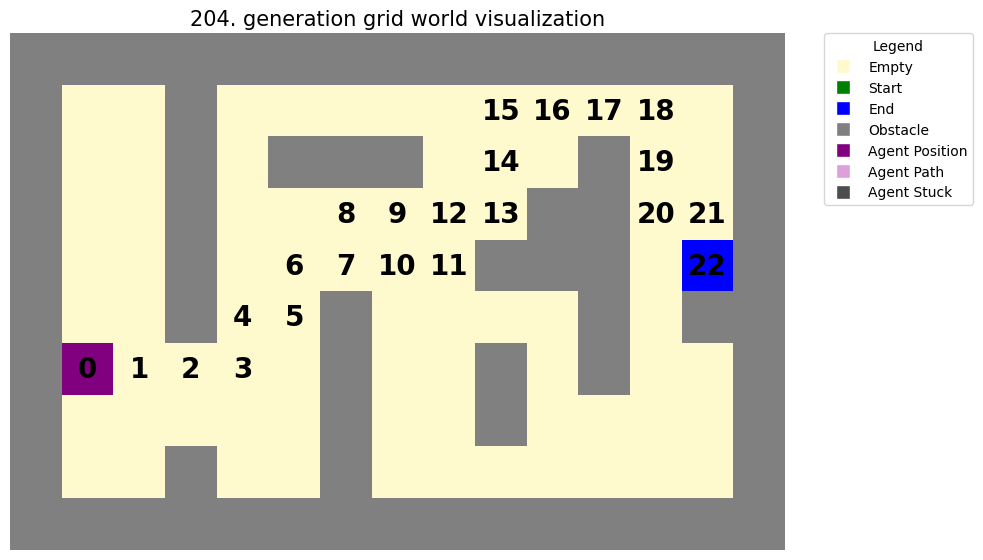 204. generation grid world visualization
15 16 17 18
14 19
8 9 12 13 20 21
6 7 10 11 22
4 5
0 1 2 3
Legend
Empty
Start
End
Obstacle
Agent Position
Agent Path
Agent Stuck